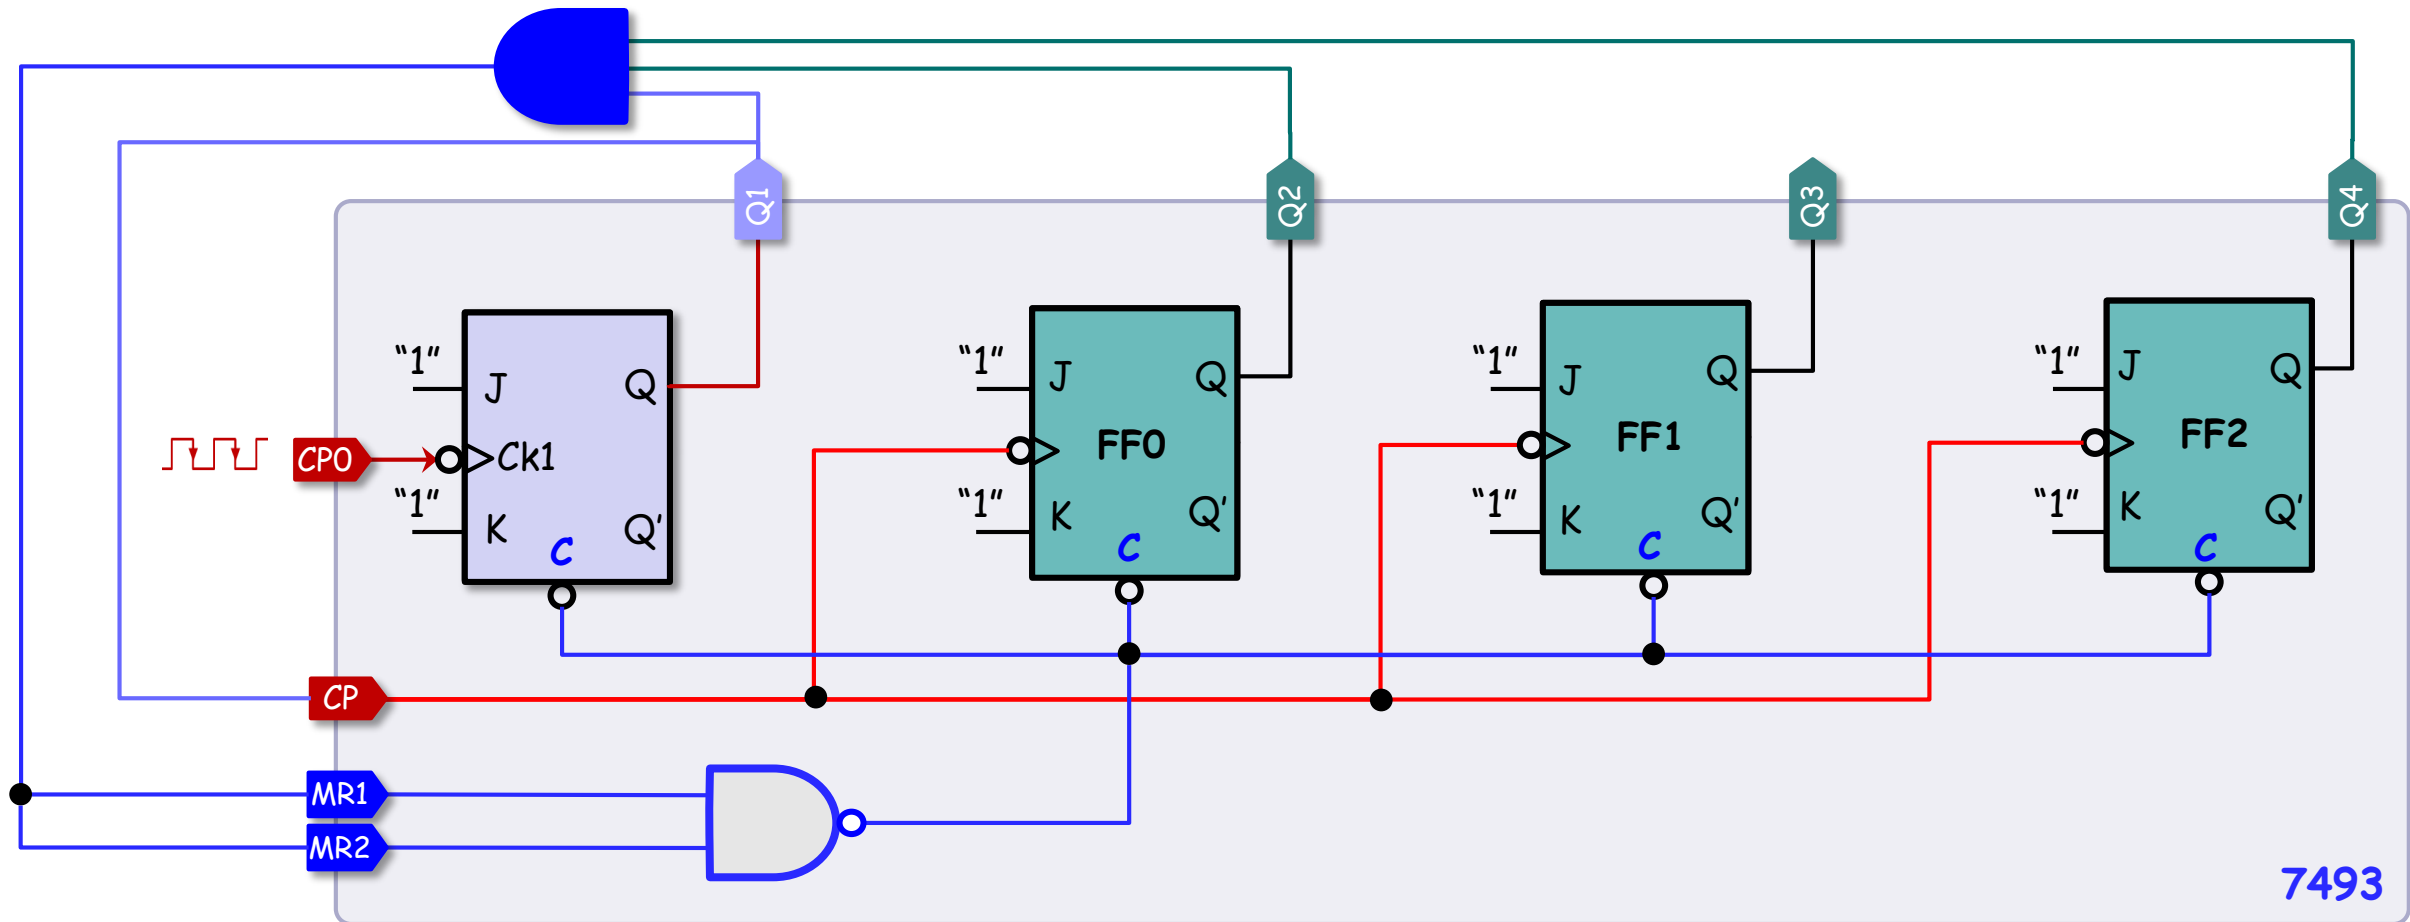 Q1
Q2
Q3
Q4
"1"
J
Q
CP0
Ck1
"1"
K
Q'
C
"1"
J
Q
FF0
"1"
K
Q'
C
"1"
J
Q
FF1
"1"
K
Q'
C
"1"
J
Q
FF2
"1"
K
Q'
C
CP
MR1
MR2
7493